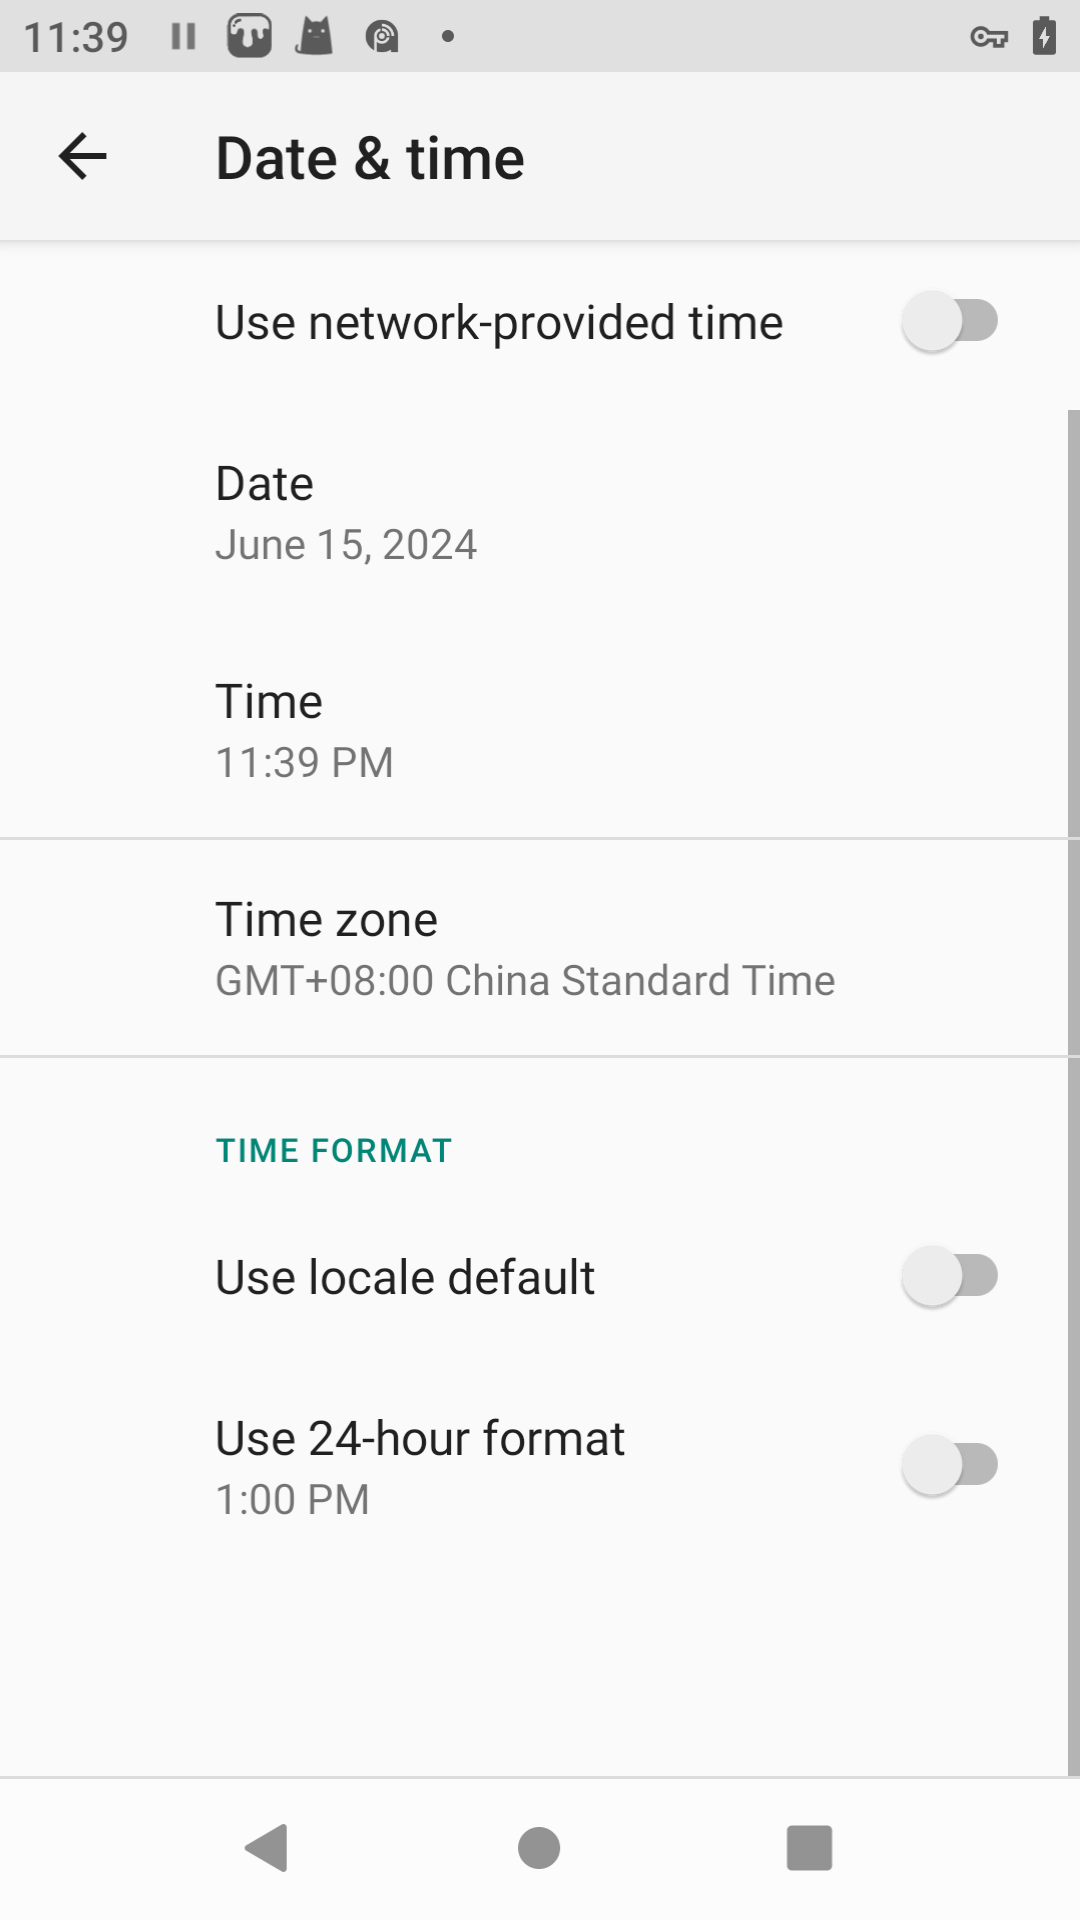 11:39
Date & time
Use network-provided time
Date
June 15, 2024
Time
11:39 PM
Time zone
GMT+08:00 China Standard Time
TIME FORMAT
Use locale default
Use 24-hour format
1:00 PM